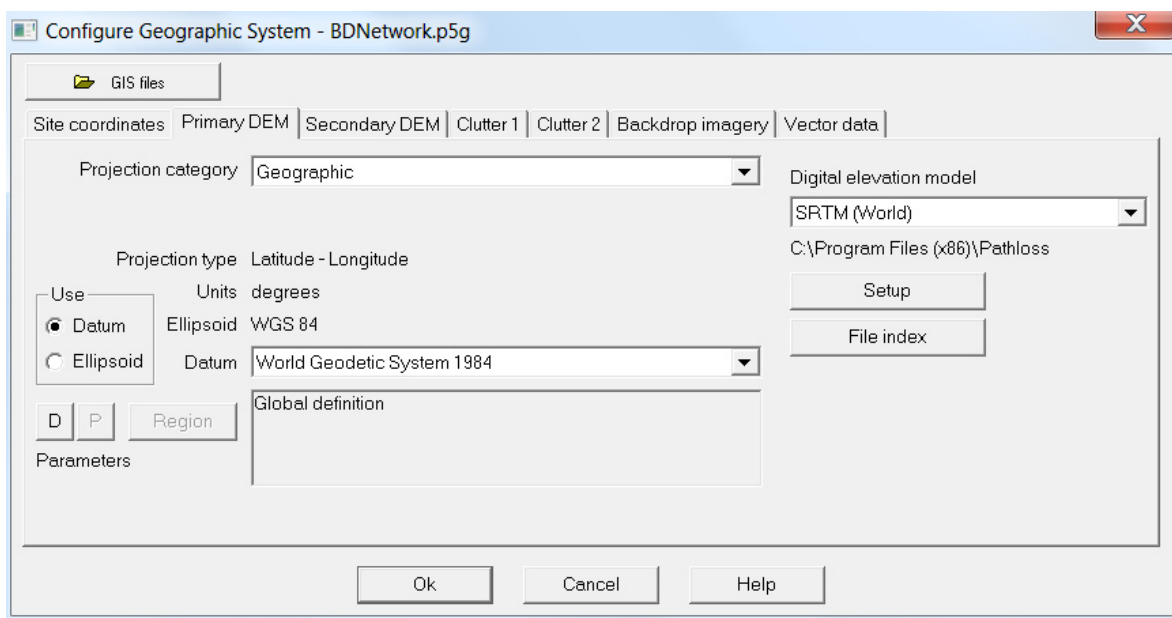 Configure Geographic System - BDNetwork.p5g
X
GIS files
Site coordinates Primary DEM Secondary DEM Clutter 1 Clutter 2 Backdrop imagery Vector data
Projection category Geographic
Digital elevation model
SRTM (World)
C:\Program Files (x86)\Pathloss
Setup
File index
Projection type Latitude - Longitude
Use
Units degrees
Datum
Ellipsoid WGS 84
Ellipsoid
Datum World Geodetic System 1984
D P Region
Global definition
Parameters
Ok Cancel Help